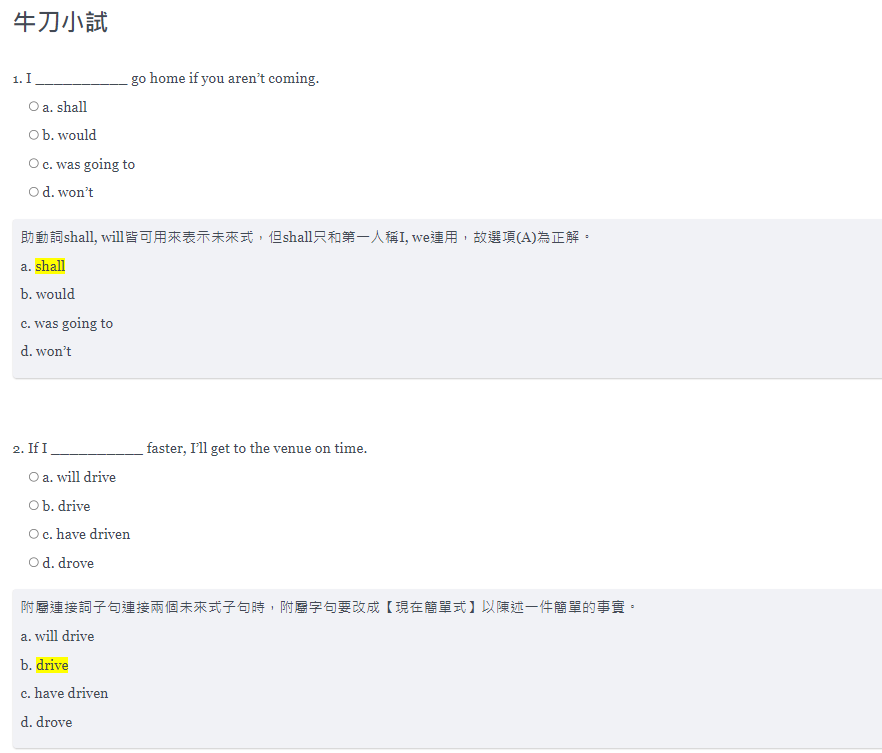 牛刀小試
1. I __________ go home if you aren’t coming.
a. shall
b. would
c. was going to
d. won’t
助動詞shall, will皆可用來表示未來式，但shall只和第一人稱I, we連用，故選項(A)為正解。
a. shall
b. would
c. was going to
d. won’t
2. If I __________ faster, I’ll get to the venue on time.
a. will drive
b. drive
c. have driven
d. drove
附屬連接詞子句連接兩個未來式子句時，附屬字句要改成【現在簡單式】以陳述一件簡單的事實。
a. will drive
b. drive
c. have driven
d. drove